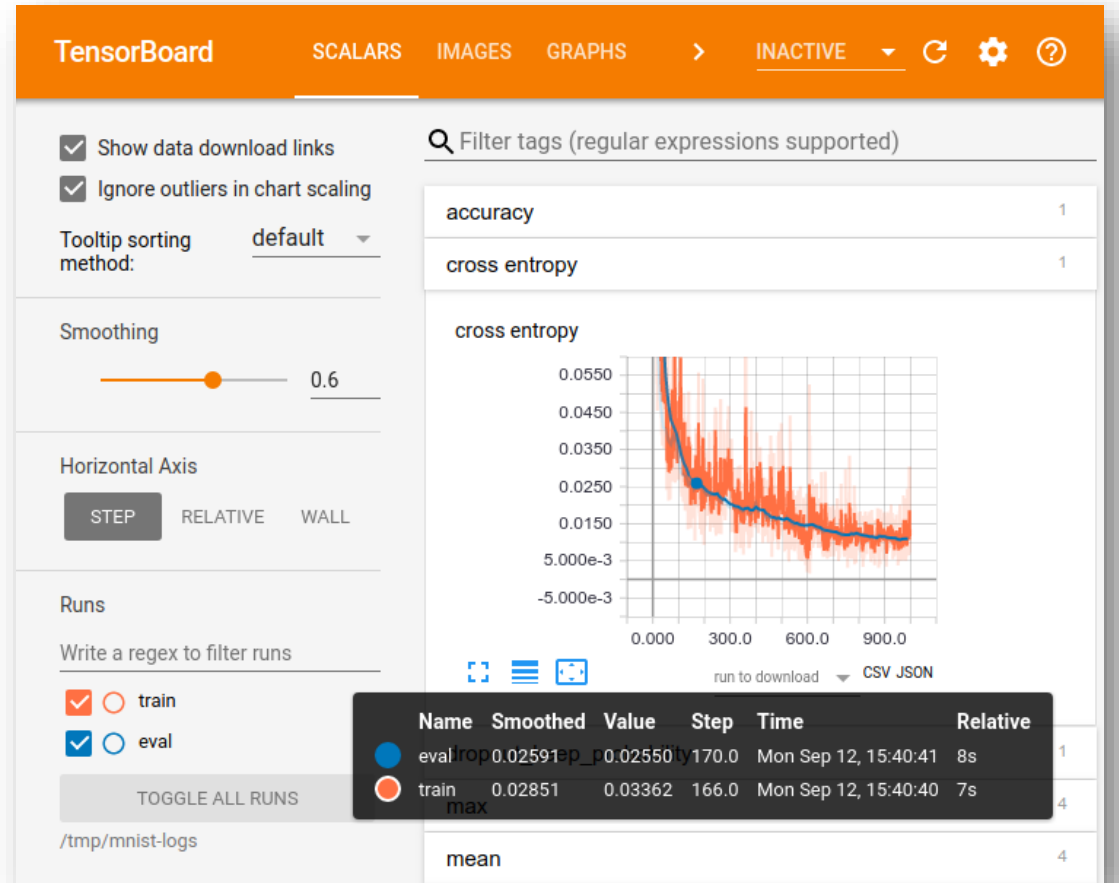 TensorBoard SCALARS IMAGES GRAPHS INACTIVE
Show data download links
Ignore outliers in chart scaling
Tooltip sorting method: default
Smoothing
0.6
Horizontal Axis
STEP RELATIVE WALL
Runs
Write a regex to filter runs
train
eval
TOGGLE ALL RUNS
/tmp/mnist-logs
Filter tags (regular expressions supported)
accuracy 1
cross entropy 1
cross entropy
0.0550
0.0450
0.0350
0.0250
0.0150
5.000e-3
-5.000e-3
0.000 300.0 600.0 900.0
run to download CSV JSON
Name Smoothed Value Step Time Relative
eval 0.02591 0.02550 170.0 Mon Sep 12, 15:40:41 8s
train 0.02851 0.03362 166.0 Mon Sep 12, 15:40:40 7s
1
max 4
mean 4